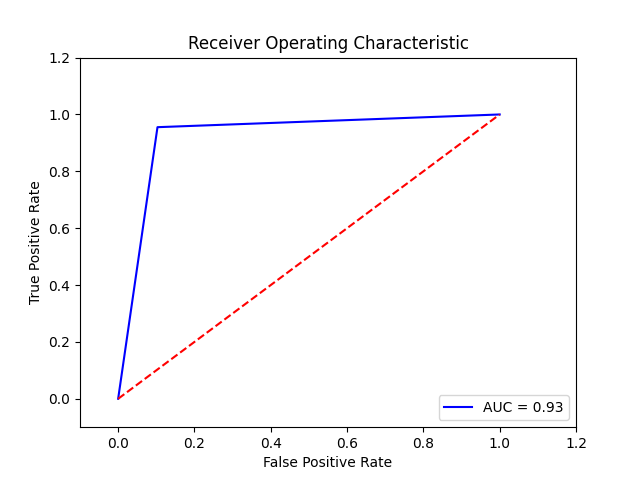 Receiver Operating Characteristic
1.2
1.0
0.8
0.6
0.4
0.2
0.0
True Positive Rate
AUC = 0.93
0.0 0.2 0.4 0.6 0.8 1.0 1.2
False Positive Rate